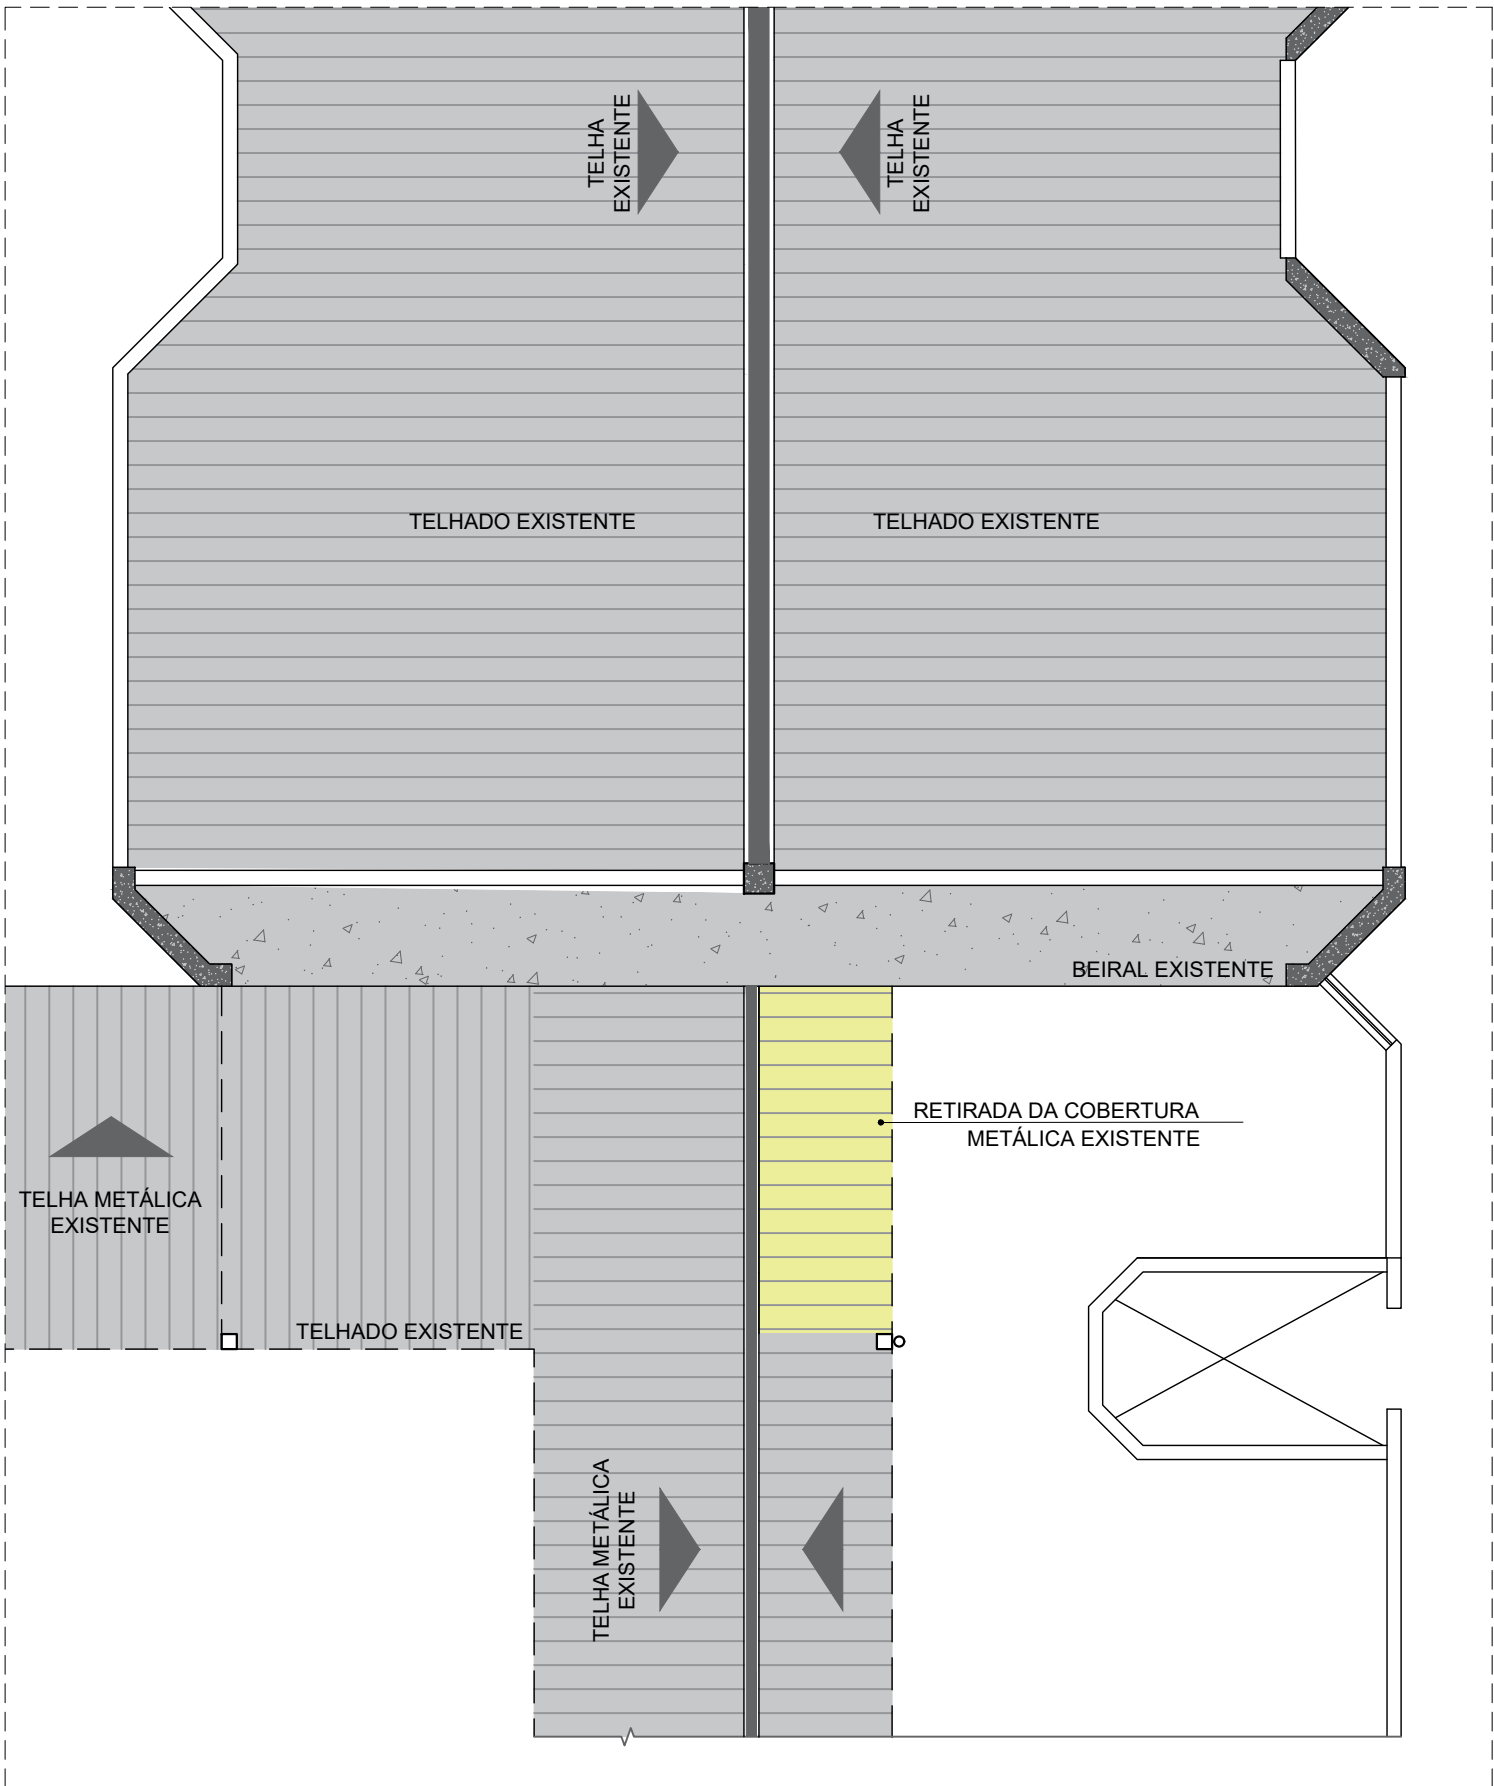 TELHA
EXISTENTE
TELHA
EXISTENTE
TELHADO EXISTENTE
TELHADO EXISTENTE
BEIRAL EXISTENTE
RETIRADA DA COBERTURA
METÁLICA EXISTENTE
TELHA METÁLICA
EXISTENTE
TELHADO EXISTENTE
TELHA METÁLICA
EXISTENTE